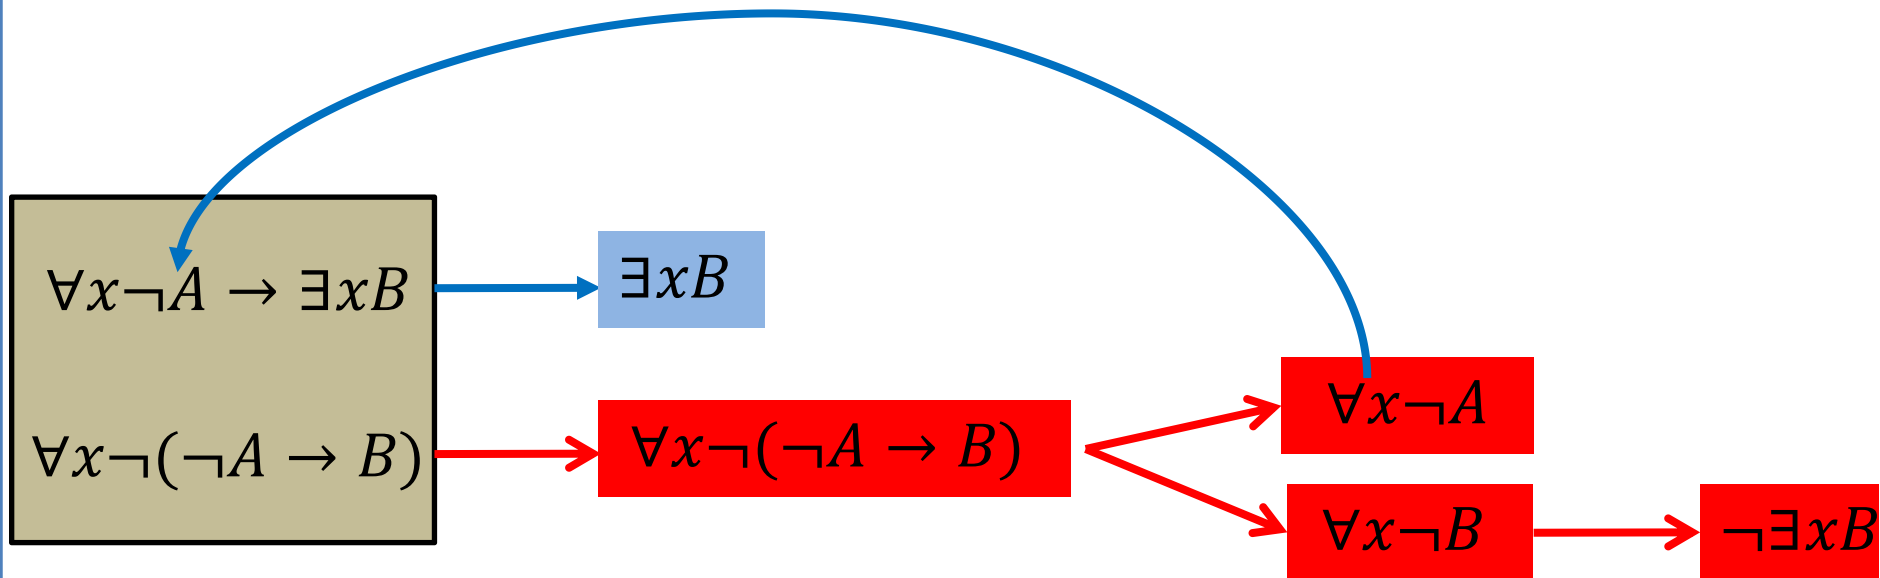 ∀x¬A → ∃xB
∃xB
∀x¬(¬A → B)
∀x¬(¬A → B)
∀x¬A
∀x¬B
¬∃xB